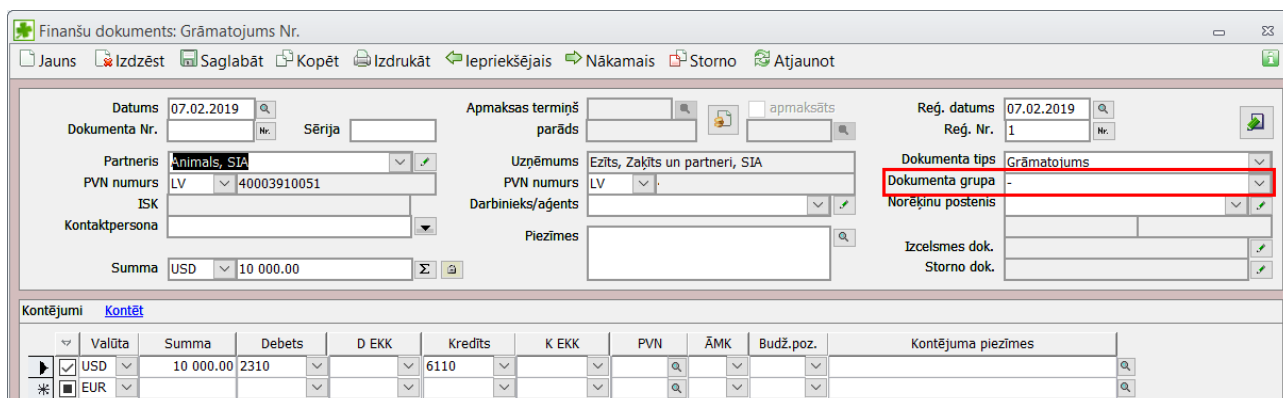 Finanšu dokuments: Grāmatojums Nr.
Jauns Izdzēst Saglabāt Kopēt Izdrukāt Iepriekšējais Nākamais Storno Atjaunot
Datums 07.02.2019 Apmaksas termiņš apmaksāts Reģ. datums 07.02.2019
Dokumenta Nr. Nr. Sērija parāds Reģ. Nr. 1 Nr.
Partneris Animals, SIA Uzņēmums Ezīts, Zaķīts un partneri, SIA Dokumenta tips Grāmatojums
PVN numurs LV 40003910051 PVN numurs LV Dokumenta grupa -
ISK Darbinieks/aģents Norēķinu postenis
Kontaktpersona Piezīmes Izcelsmes dok.
Summa USD 10 000.00 Σ Storno dok.
Kontējumi Kontēt
Valūta Summa Debets D EKK Kredīts K EKK PVN ĀMK Budž.poz. Kontējuma piezīmes
USD 10 000.00 2310 6110
EUR